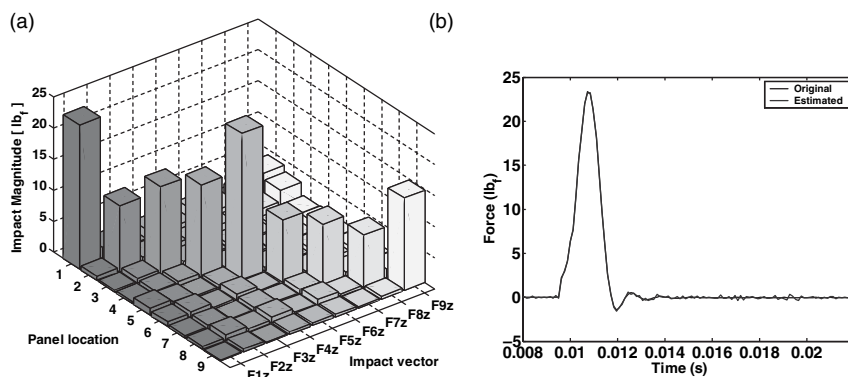 (a)
Impact Magnitude [ lbf ]
25
20
15
10
5
0
1
2
3
4
5
6
7
8
9
Panel location
F1z
F2z
F3z
F4z
F5z
F6z
F7z
F8z
F9z
Impact vector
(b)
Original
Estimated
Force (lbf)
25
20
15
10
5
0
−5
0.008
0.01
0.012
0.014
0.016
0.018
0.02
Time (s)